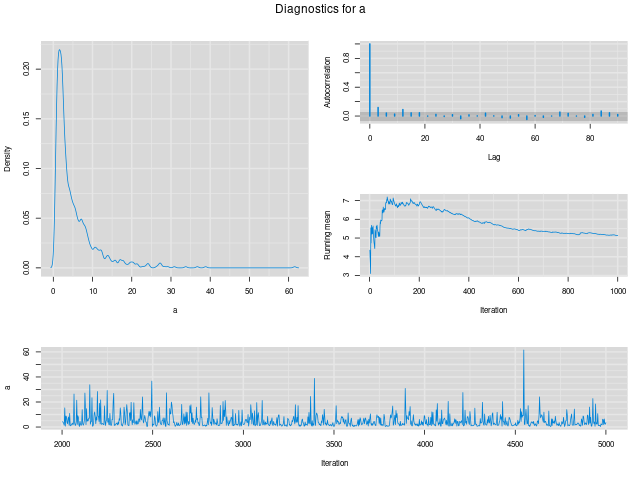 Diagnostics for a
Density
0.00 0.05 0.10 0.15 0.20
0 10 20 30 40 50 60
a
Autocorrelation
0.0 0.4 0.8
0 20 40 60 80
Lag
Running mean
3 4 5 6 7
0 200 400 600 800 1000
Iteration
a
0 20 40 60
2000 2500 3000 3500 4000 4500 5000
Iteration